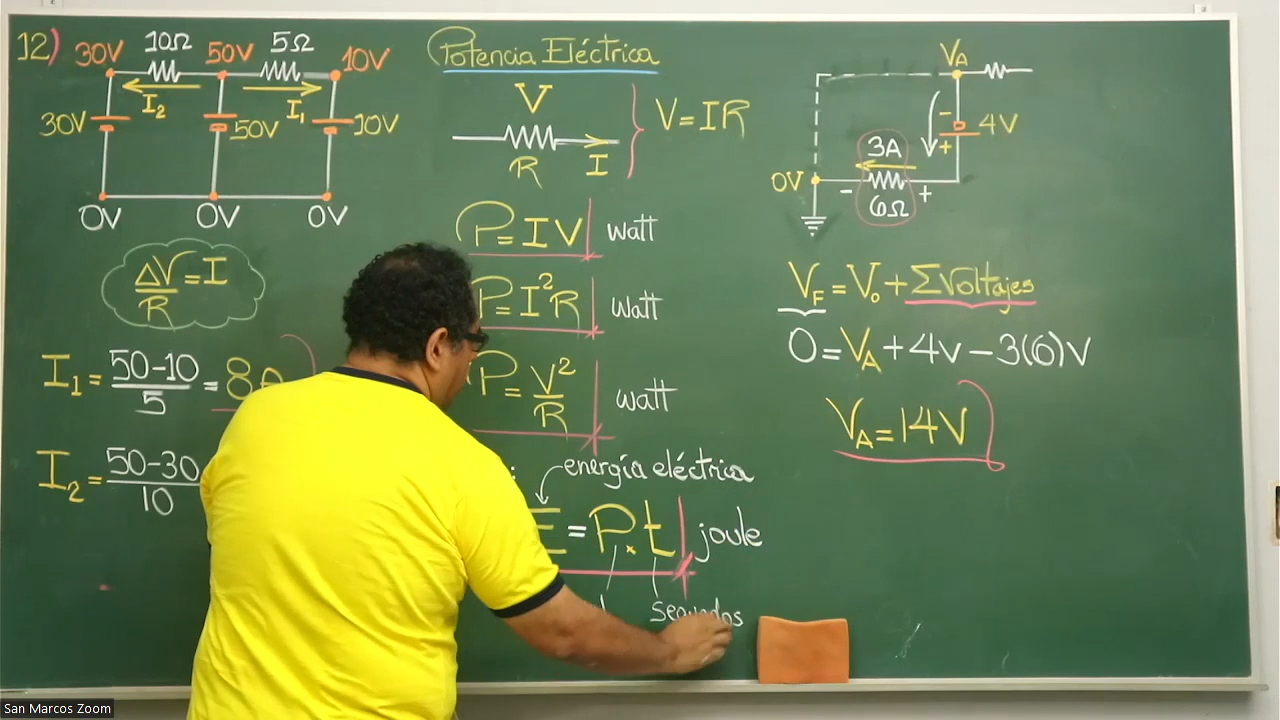 12)
30V 10Ω 50V 5Ω 10V
I₂ I₁
30V 50V 10V
0V 0V 0V
ΔV/R = I
I₁ = 50-10/5 = 8A
I₂ = 50-30/10
Potencia Eléctrica
V
R I
V = IR
P = IV watt
P = I²R watt
P = V²/R watt
energía eléctrica
E = P × t joule
segundos
VA
- 4V
+
3A
0V - +
6Ω
VF = V₀ + ΣVoltajes
0 = VA + 4V - 3(6)V
VA = 14V
San Marcos Zoom